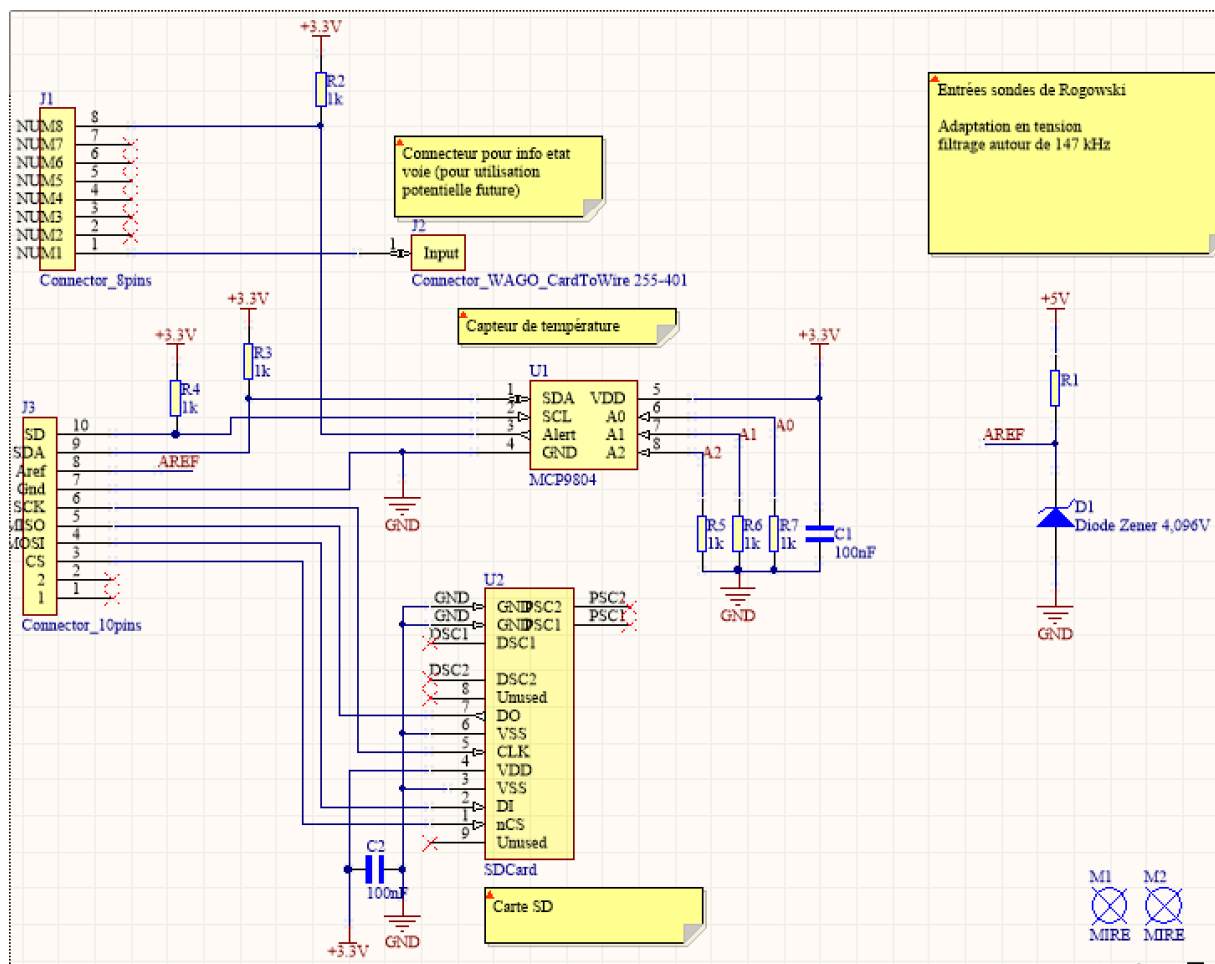 +3.3V
R2
1k
J1
NUM8 8
NUM7 7
NUM6 6
NUM5 5
NUM4 4
NUM3 3
NUM2 2
NUM1 1
Connector_8pins
Connecteur pour info etat
voie (pour utilisation
potentielle future)
J2
1 Input
Connector_WAGO_CardToWire 255-401
Entrées sondes de Rogowski
Adaptation en tension
filtrage autour de 147 kHz
+3.3V
R3
1k
+3.3V
R4
1k
Capteur de température
J3
SD 10
SDA 9
Aref 8
AREF
Gnd 7
SCK 6
MISO 5
MOSI 4
CS 3
2 2
1 1
Connector_10pins
GND
U1
1 SDA VDD 5
2 SCL A0 6
3 Alert A1 7
4 GND A2 8
MCP9804
A0
A1
A2
+3.3V
R5
1k
R6
1k
R7
1k
C1
100nF
GND
+5V
R1
AREF
D1
Diode Zener 4,096V
GND
U2
GND GND PSC2 PSC2
GND GND PSC1 PSC1
DSC1 DSC1
DSC2 DSC2
8 Unused
7 DO
6 VSS
5 CLK
4 VDD
3 VSS
2 DI
1 nCS
9 Unused
SDCard
C2
100nF
+3.3V
GND
Carte SD
M1
MIRE
M2
MIRE